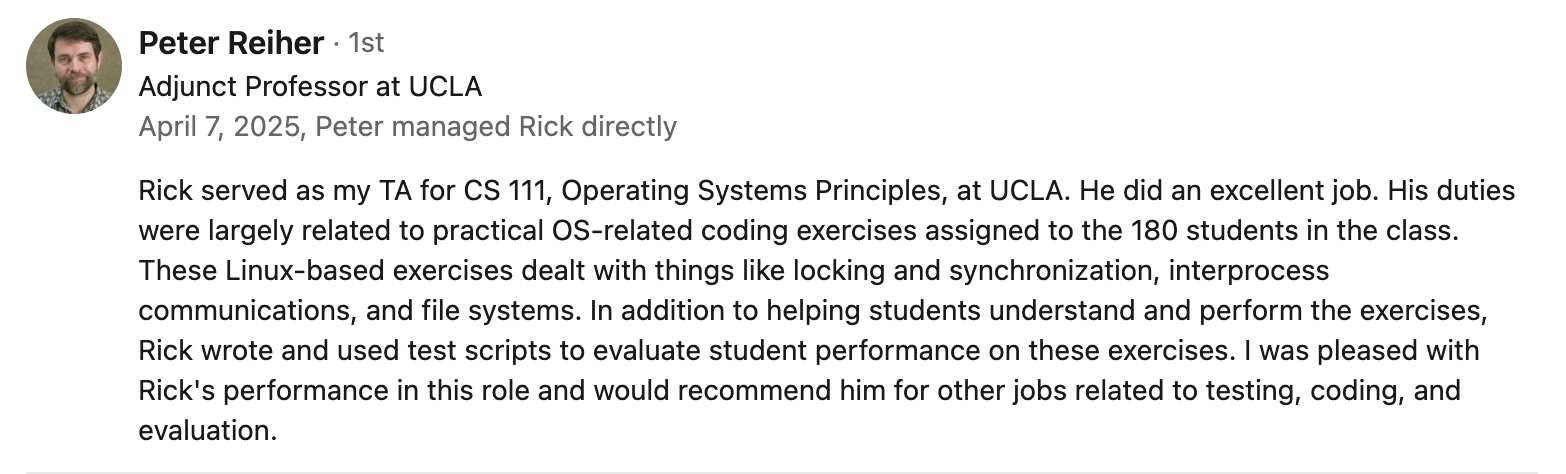 Peter Reiher · 1st
Adjunct Professor at UCLA
April 7, 2025, Peter managed Rick directly
Rick served as my TA for CS 111, Operating Systems Principles, at UCLA. He did an excellent job. His duties
were largely related to practical OS-related coding exercises assigned to the 180 students in the class.
These Linux-based exercises dealt with things like locking and synchronization, interprocess
communications, and file systems. In addition to helping students understand and perform the exercises,
Rick wrote and used test scripts to evaluate student performance on these exercises. I was pleased with
Rick's performance in this role and would recommend him for other jobs related to testing, coding, and
evaluation.